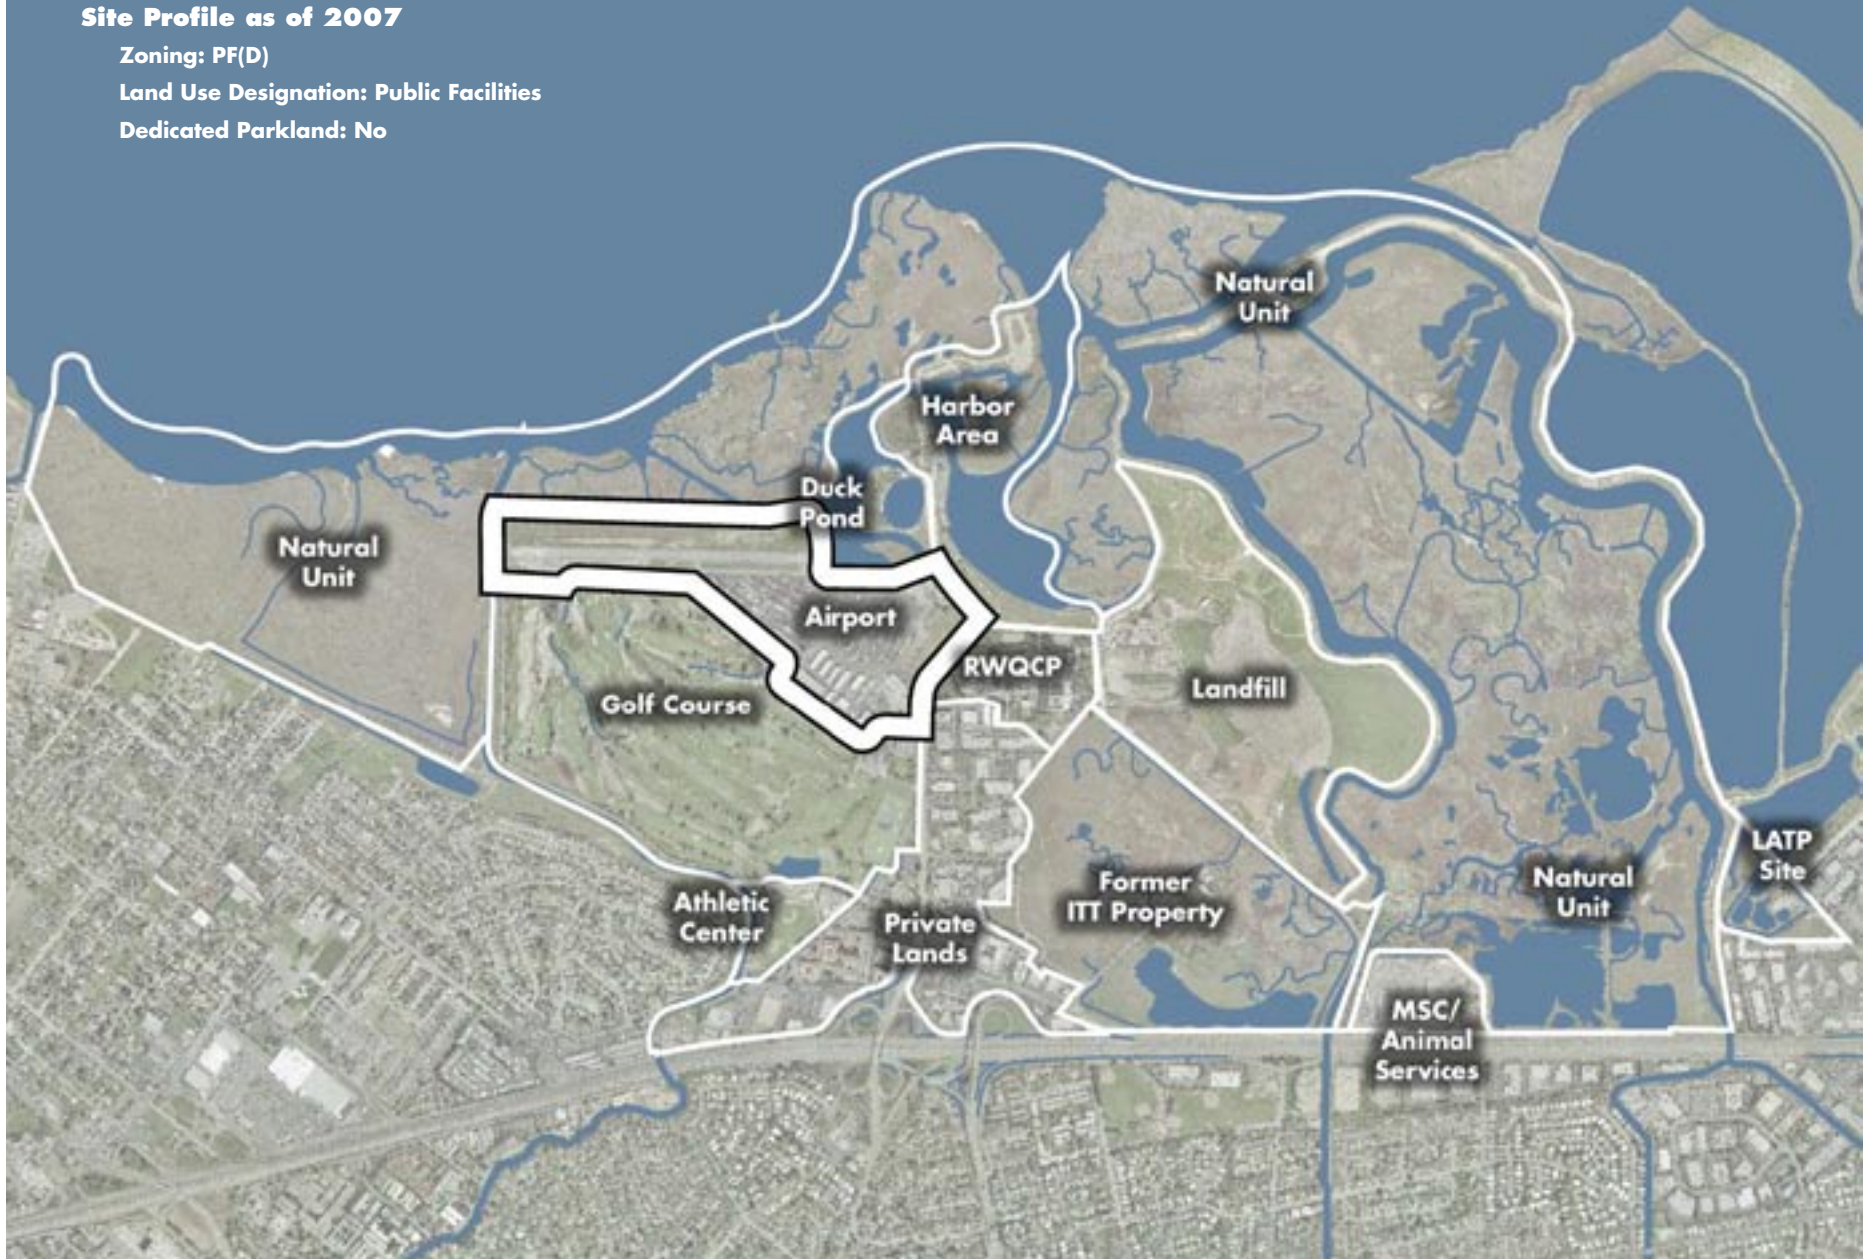 Site Profile as of 2007
Zoning: PF(D)
Land Use Designation: Public Facilities
Dedicated Parkland: No
Natural
Unit
Harbor
Area
Duck
Pond
Natural
Unit
Airport
RWQCP
Landfill
Golf Course
LATP
Site
Former
ITT Property
Natural
Unit
Athletic
Center
Private
Lands
MSC/
Animal
Services